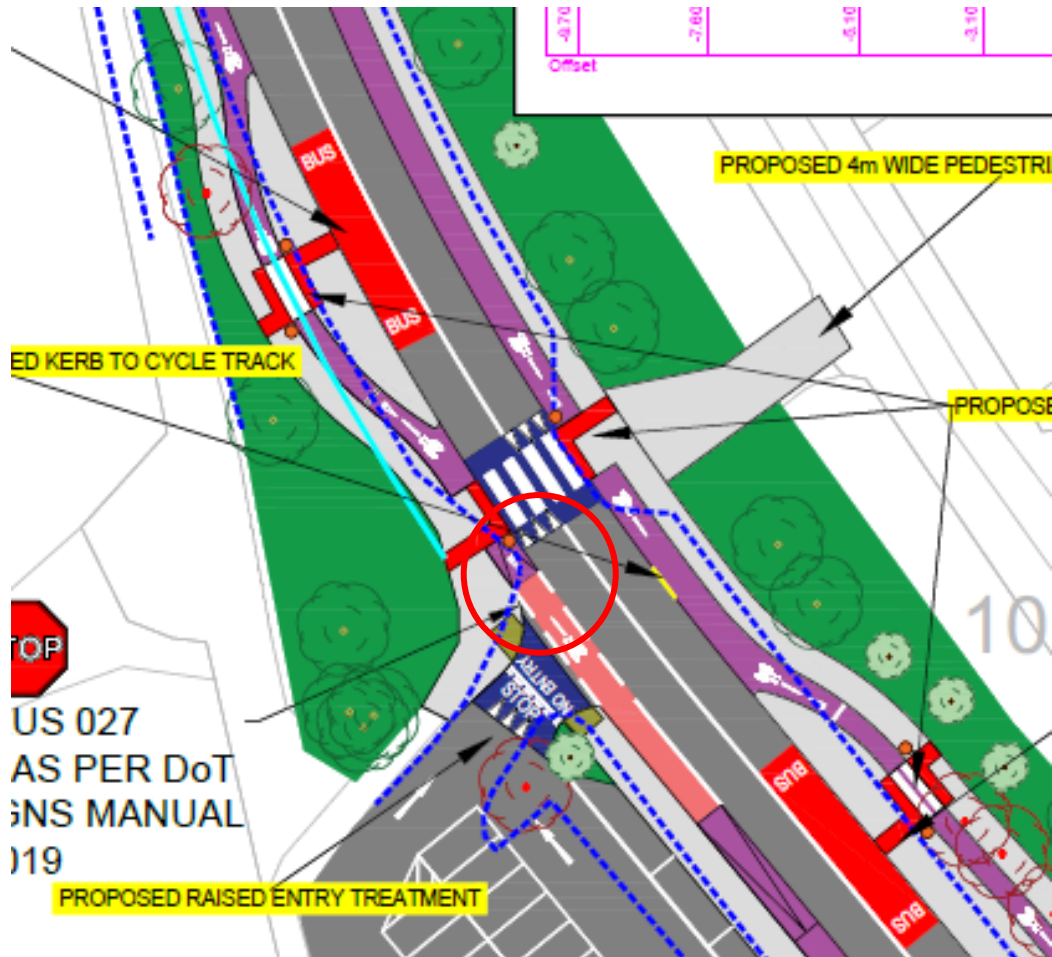 -9.70
-7.60
-5.10
-3.10
Offset
PROPOSED 4m WIDE PEDESTRI
BUS
BUS
ED KERB TO CYCLE TRACK
PROPOSE
10
TOP
NO ENTRY
STOP
US 027
AS PER DoT
GNS MANUAL
019
BUS
BUS
PROPOSED RAISED ENTRY TREATMENT